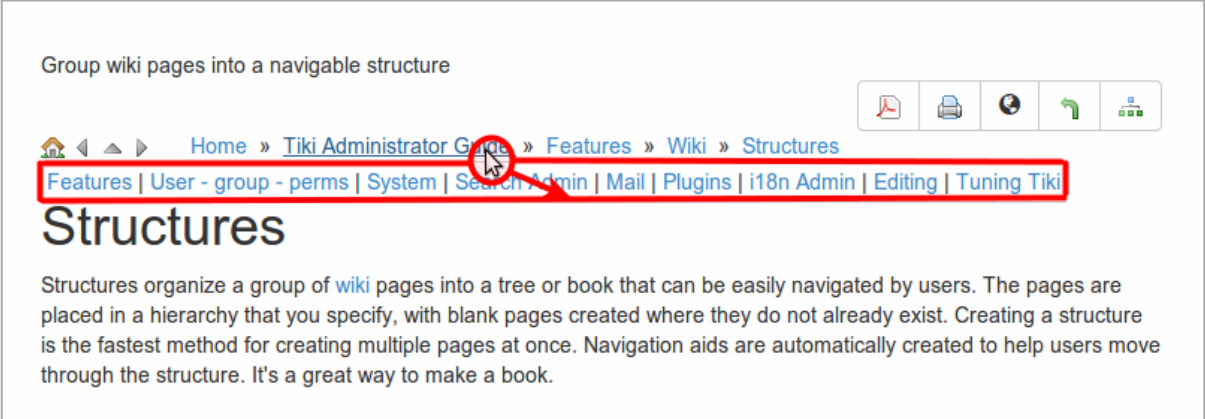 Group wiki pages into a navigable structure
Home » Tiki Administrator Guide » Features » Wiki » Structures
Features | User - group - perms | System | Search Admin | Mail | Plugins | i18n Admin | Editing | Tuning Tiki
Structures
Structures organize a group of wiki pages into a tree or book that can be easily navigated by users. The pages are
placed in a hierarchy that you specify, with blank pages created where they do not already exist. Creating a structure
is the fastest method for creating multiple pages at once. Navigation aids are automatically created to help users move
through the structure. It's a great way to make a book.